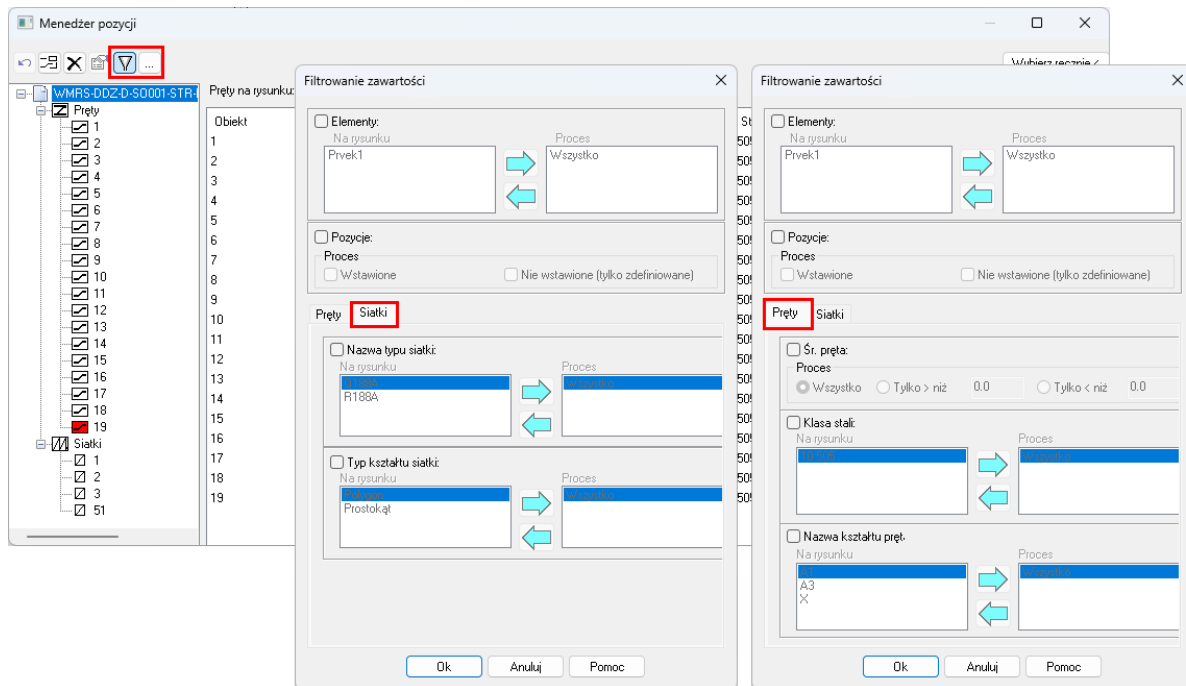 Menedżer pozycji
...
WMRS-DDZ-D-SO001-STR-
Pręty
1
2
3
4
5
6
7
8
9
10
11
12
13
14
15
16
17
18
19
Siatki
1
2
3
51
Pręty na rysunku:
Obiekt
1
2
3
4
5
6
7
8
9
10
11
12
13
14
15
16
17
18
19
Filtrowanie zawartości
Elementy:
Na rysunku Proces
Prvek1 Wszystko
Pozycje:
Proces
Wstawione Nie wstawione (tylko zdefiniowane)
Pręty Siatki
Nazwa typu siatki:
Na rysunku Proces
Wszystko
R188A
Typ kształtu siatki:
Na rysunku Proces
Poligon Wszystko
Prostokąt
Ok Anuluj Pomoc
Filtrowanie zawartości
Elementy:
Na rysunku Proces
Prvek1 Wszystko
Pozycje:
Proces
Wstawione Nie wstawione (tylko zdefiniowane)
Pręty Siatki
Śr. pręta:
Proces
Wszystko Tylko > niż 0.0 Tylko < niż 0.0
Klasa stali:
Na rysunku Proces
Wszystko
Nazwa kształtu pręt.
Na rysunku Proces
A1 Wszystko
A3
X
Ok Anuluj Pomoc